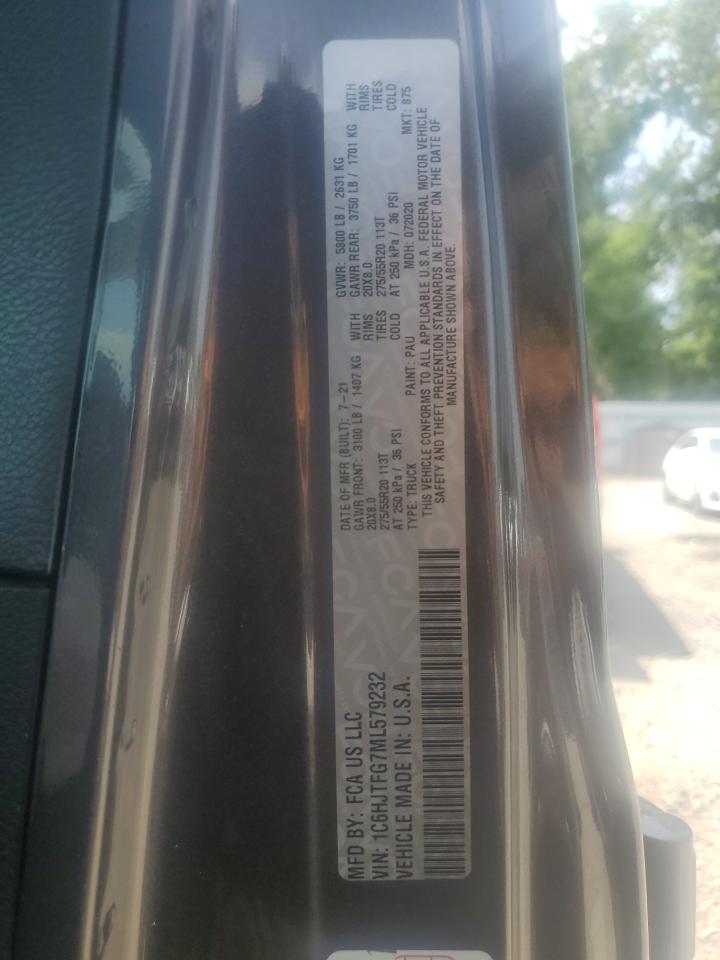 MFD BY: FCA US LLC
VIN: 1C6HJTFG7ML579232
VEHICLE MADE IN: U.S.A.
DATE OF MFR (BUILT): 7-21 GVWR: 5800 LB / 2631 KG
GAWR FRONT: 3100 LB / 1407 KG WITH GAWR REAR: 3750 LB / 1701 KG WITH
20X8.0 RIMS 20X8.0 RIMS
275/55R20 113T TIRES 275/55R20 113T TIRES
AT 250 kPa / 36 PSI COLD AT 250 kPa / 36 PSI COLD
TYPE: TRUCK PAINT: PAU MDH: 072020 MKT: 875
THIS VEHICLE CONFORMS TO ALL APPLICABLE U.S.A. FEDERAL MOTOR VEHICLE
SAFETY AND THEFT PREVENTION STANDARDS IN EFFECT ON THE DATE OF
MANUFACTURE SHOWN ABOVE.